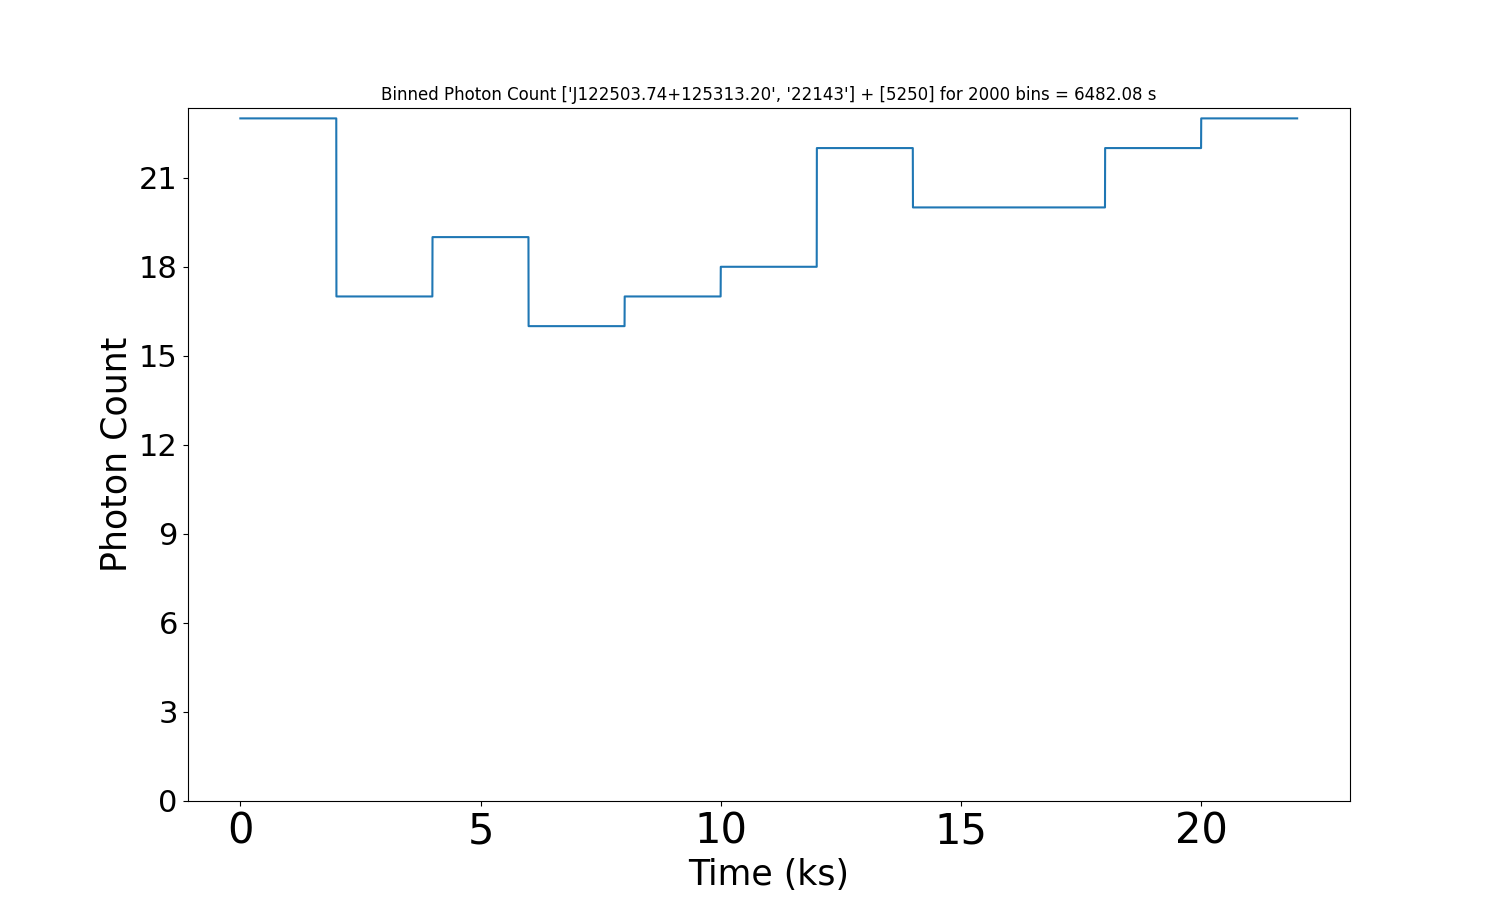 Binned Photon Count ['J122503.74+125313.20', '22143'] + [5250] for 2000 bins = 6482.08 s
21
18
15
12
9
6
3
0
Photon Count
0 5 10 15 20
Time (ks)